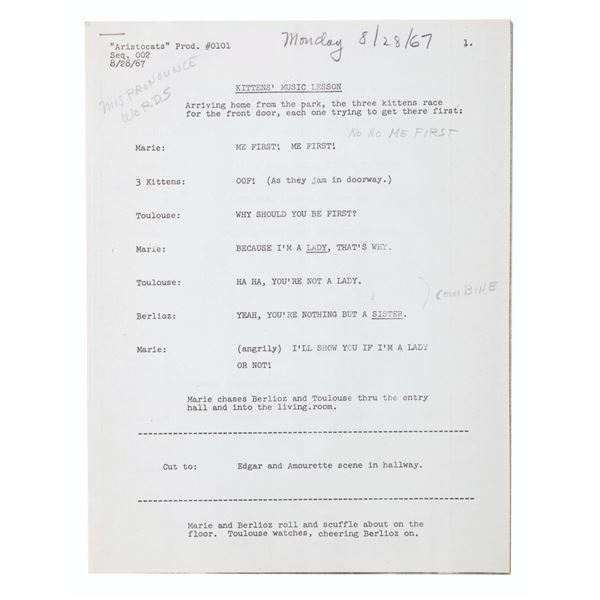 "Aristocats" Prod. #0101
Monday 8/28/67
1.
Seq. 002
8/28/67
MISPRONOUNCE
WORDS
KITTENS' MUSIC LESSON
Arriving home from the park, the three kittens race
for the front door, each one trying to get there first:
NO NO ME FIRST
Marie: ME FIRST! ME FIRST!
3 Kittens: OOF! (As they jam in doorway.)
Toulouse: WHY SHOULD YOU BE FIRST?
Marie: BECAUSE I'M A LADY, THAT'S WHY.
Toulouse: HA HA, YOU'RE NOT A LADY.
COMBINE
Berlioz: YEAH, YOU'RE NOTHING BUT A SISTER.
Marie: (angrily) I'LL SHOW YOU IF I'M A LADY
OR NOT!
Marie chases Berlioz and Toulouse thru the entry
hall and into the living.room.
Cut to: Edgar and Amourette scene in hallway.
Marie and Berlioz roll and scuffle about on the
floor. Toulouse watches, cheering Berlioz on.